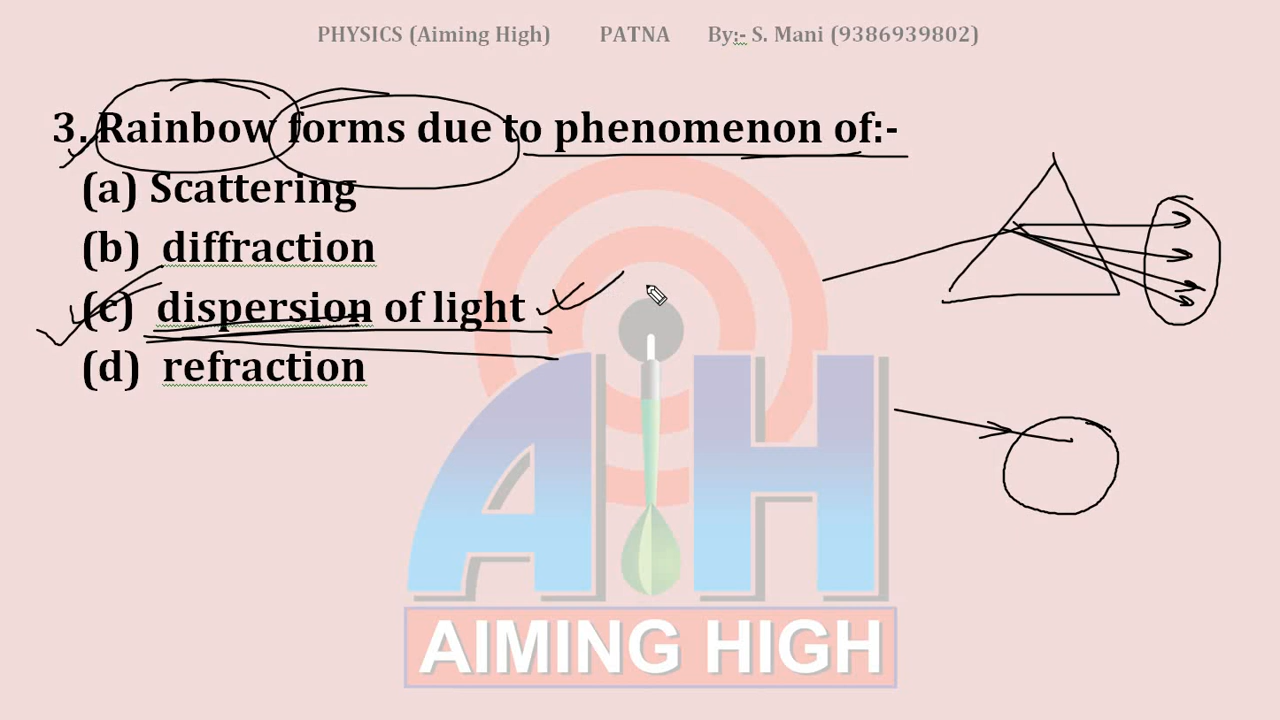 PHYSICS (Aiming High) PATNA By:- S. Mani (9386939802)
3. Rainbow forms due to phenomenon of:-
(a) Scattering
(b) diffraction
(c) dispersion of light
(d) refraction
AH
AIMING HIGH